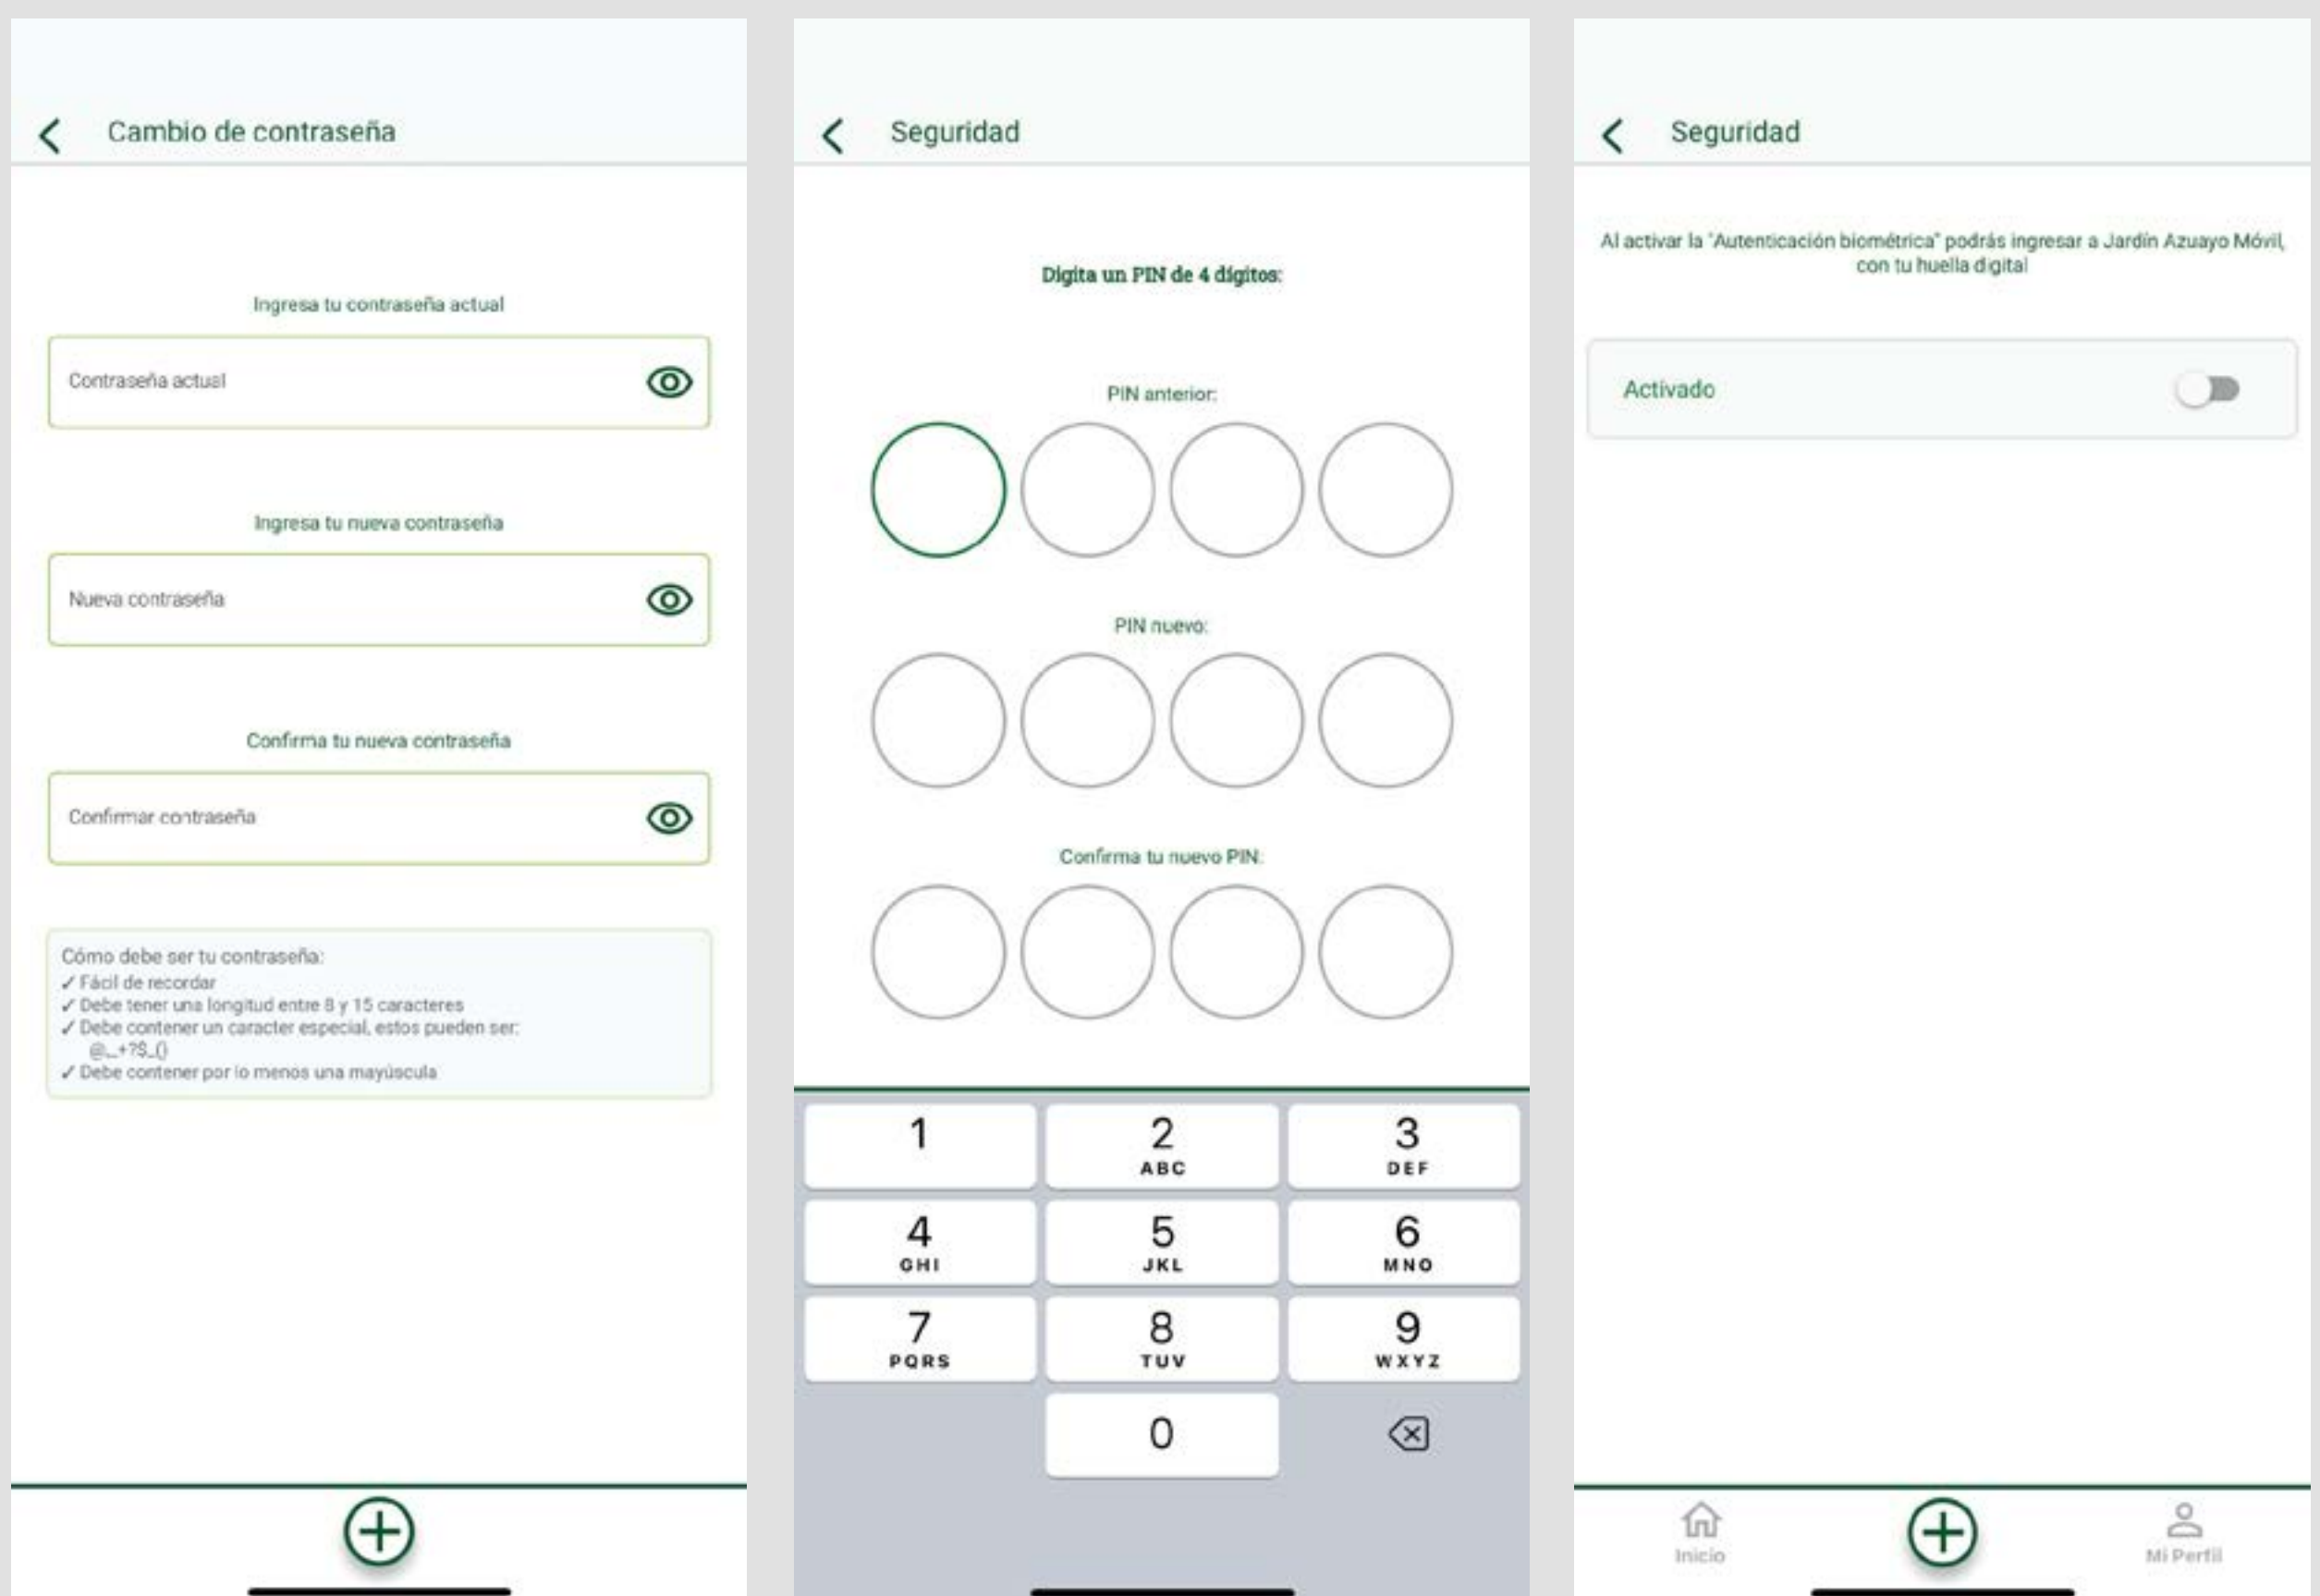 Cambio de contraseña
Ingresa tu contraseña actual
Contraseña actual
Ingresa tu nueva contraseña
Nueva contraseña
Confirma tu nueva contraseña
Confirmar contraseña
Cómo debe ser tu contraseña:
✓ Fácil de recordar
✓ Debe tener una longitud entre 8 y 15 caracteres
✓ Debe contener un caracter especial, estos pueden ser:
✓ Debe contener por lo menos una mayúscula
Seguridad
Digita un PIN de 4 dígitos:
PIN anterior:
PIN nuevo:
Confirma tu nuevo PIN:
1 2 3
ABC DEF
4 5 6
GHI JKL MNO
7 8 9
PQRS TUV WXYZ
0
Seguridad
Al activar la "Autenticación biométrica" podrás ingresar a Jardín Azuayo Móvil,
con tu huella digital
Activado
Inicio
Mi Perfil